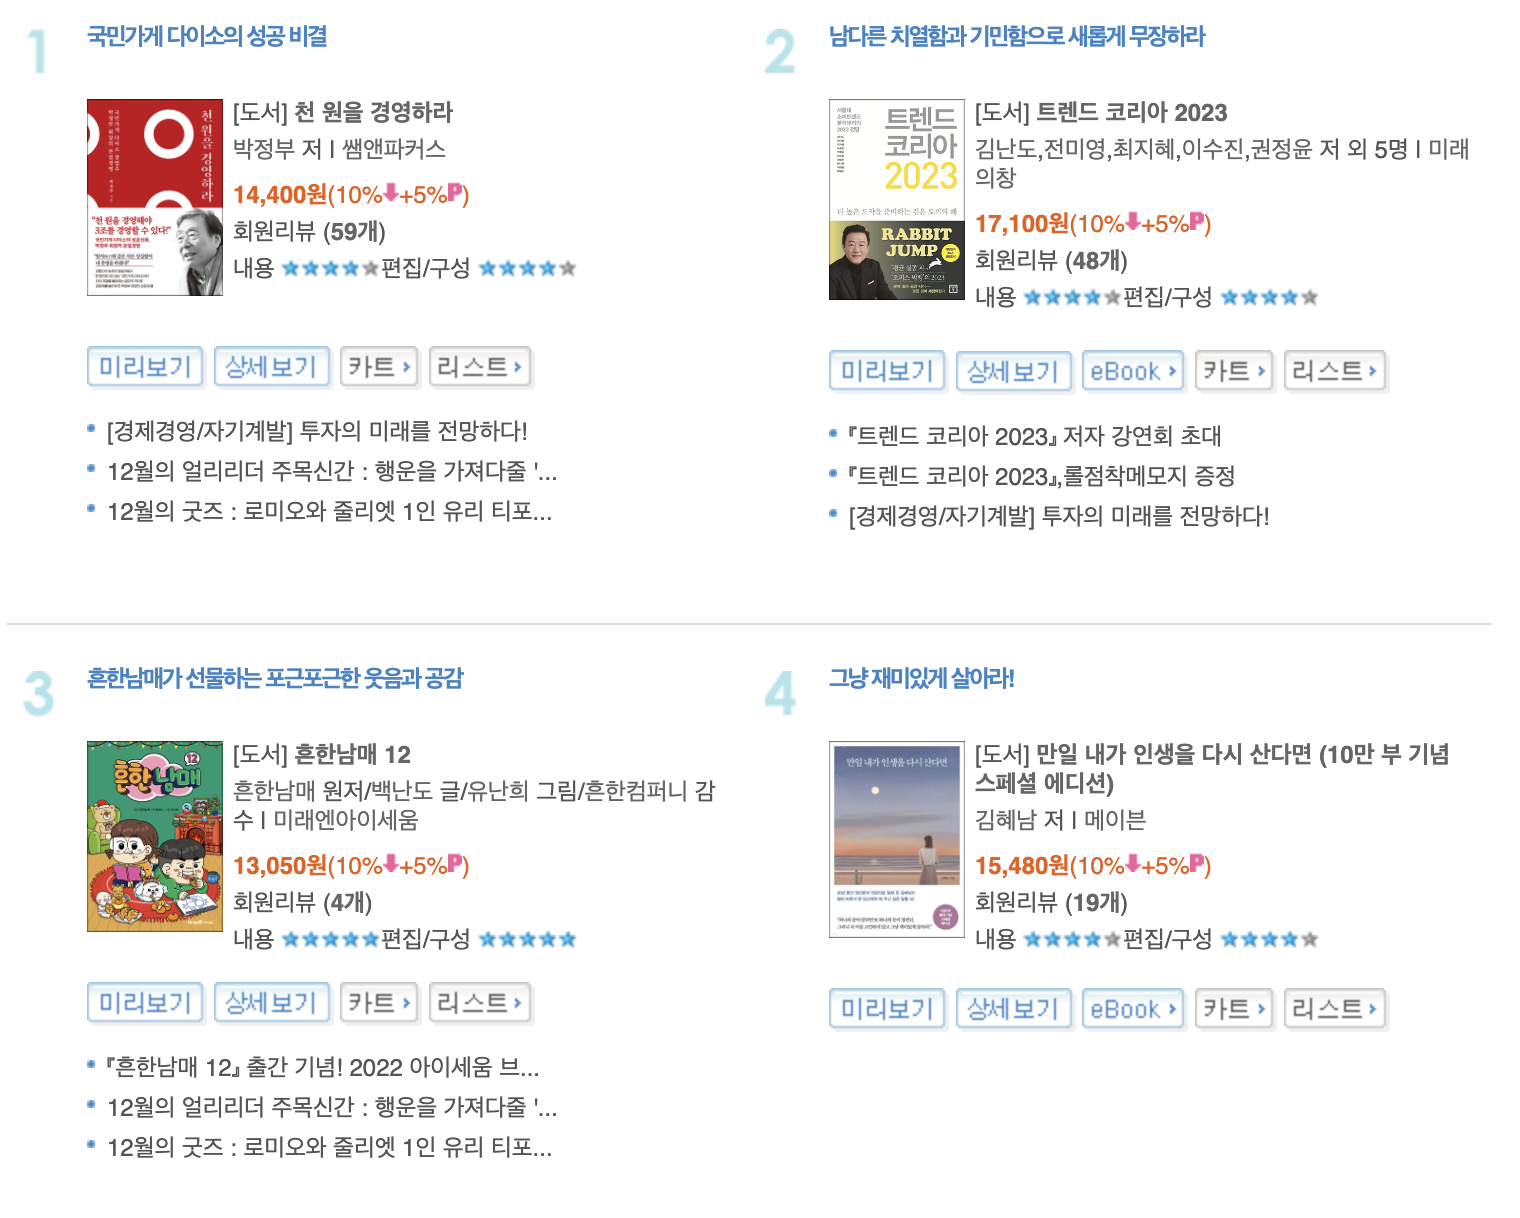 1
국민가게 다이소의 성공 비결
천 원을 경영하라
"천 원을 경영해야
3조를 경영할 수 있다!"
[도서] 천 원을 경영하라
박정부 저 | 쌤앤파커스
14,400원(10%+5%P)
회원리뷰 (59개)
내용 편집/구성
미리보기 상세보기 카트 리스트
[경제경영/자기계발] 투자의 미래를 전망하다!
12월의 얼리리더 주목신간 : 행운을 가져다줄 '...
12월의 굿즈 : 로미오와 줄리엣 1인 유리 티포...
2
남다른 치열함과 기민함으로 새롭게 무장하라
트렌드
코리아
2023
더 높은 도약을 준비하는 검은 토끼의 해
RABBIT
JUMP
[도서] 트렌드 코리아 2023
김난도,전미영,최지혜,이수진,권정윤 저 외 5명 | 미래
의창
17,100원(10%+5%P)
회원리뷰 (48개)
내용 편집/구성
미리보기 상세보기 eBook 카트 리스트
『트렌드 코리아 2023』 저자 강연회 초대
『트렌드 코리아 2023』,롤점착메모지 증정
[경제경영/자기계발] 투자의 미래를 전망하다!
3
흔한남매가 선물하는 포근포근한 웃음과 공감
흔한남매
12
[도서] 흔한남매 12
흔한남매 원저/백난도 글/유난희 그림/흔한컴퍼니 감
수 | 미래엔아이세움
13,050원(10%+5%P)
회원리뷰 (4개)
내용 편집/구성
미리보기 상세보기 카트 리스트
『흔한남매 12』 출간 기념! 2022 아이세움 브...
12월의 얼리리더 주목신간 : 행운을 가져다줄 '...
12월의 굿즈 : 로미오와 줄리엣 1인 유리 티포...
4
그냥 재미있게 살아라!
만일 내가 인생을 다시 산다면
[도서] 만일 내가 인생을 다시 산다면 (10만 부 기념
스페셜 에디션)
김혜남 저 | 메이븐
15,480원(10%+5%P)
회원리뷰 (19개)
내용 편집/구성
미리보기 상세보기 eBook 카트 리스트